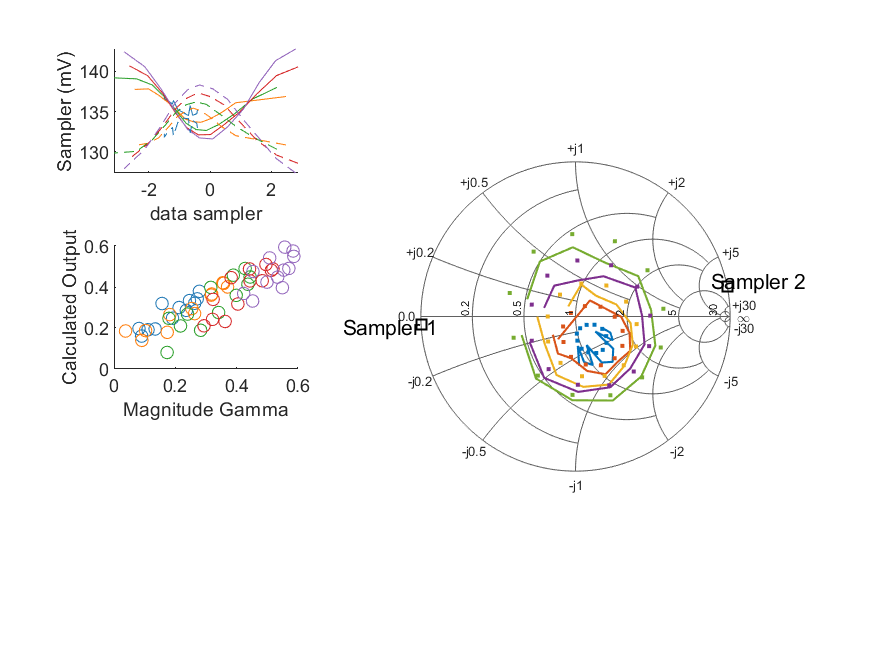 Sampler (mV)
140
135
130
-2
0
2
data sampler
Calculated Output
0.6
0.4
0.2
0
0
0.2
0.4
0.6
Magnitude Gamma
+j1
+j0.5
+j2
+j0.2
+j5
Sampler 2
+j30
0.0
0.2
0.5
1
2
5
30
∞
-j30
Sampler 1
-j0.2
-j5
-j0.5
-j2
-j1